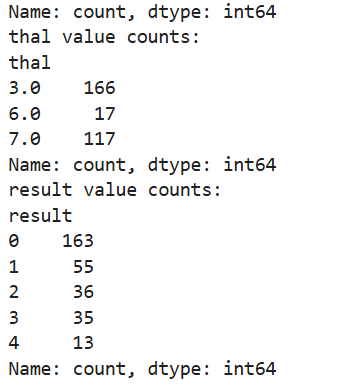 Name: count, dtype: int64
thal value counts:
thal
3.0    166
6.0     17
7.0    117
Name: count, dtype: int64
result value counts:
result
0    163
1     55
2     36
3     35
4     13
Name: count, dtype: int64